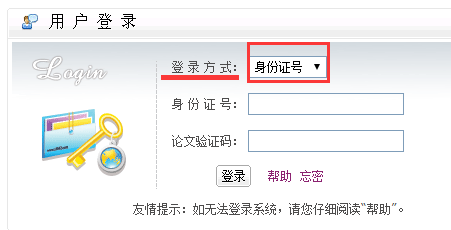 用户登录
Login
登录方式： 身份证号 ▼
身份证号：
论文验证码：
登录 帮助 忘密
友情提示：如无法登录系统，请您仔细阅读“帮助”。